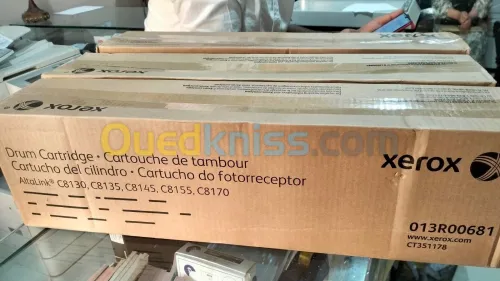 xerox
xerox
xerox
Drum Cartridge • Cartouche de tambour
Cartucho del cilindro • Cartucho do fotorreceptor
AltaLink® C8130, C8135, C8145, C8155, C8170
xerox
013R00681
www.xerox.com
CT351178
Ouedkniss.com